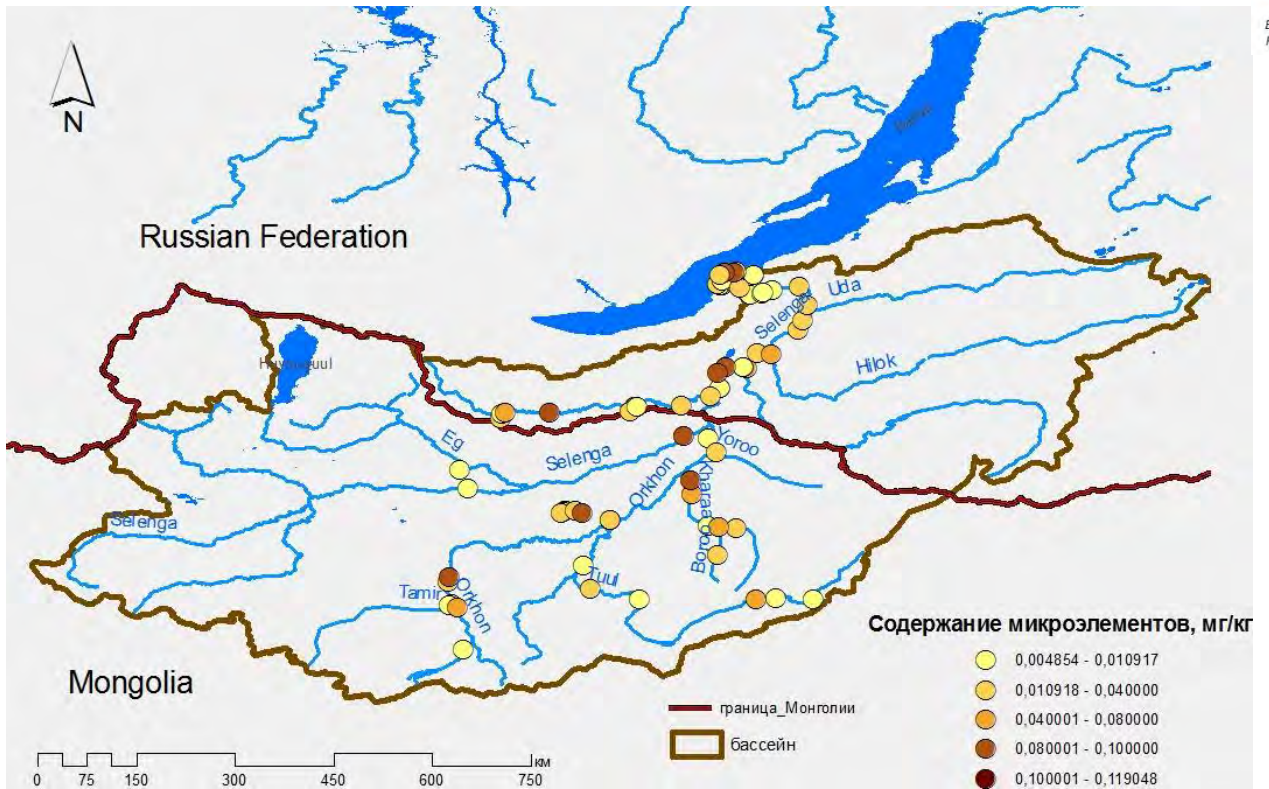 N
Russian Federation
Selenga
Uda
Hilok
Eg
Selenga
Yoroo
Orkhon
Kharaa
Selenga
Boroo
Tuul
Tamir
Orkhon
Mongolia
Содержание микроэлементов, мг/кг
0,004854 - 0,010917
0,010918 - 0,040000
0,040001 - 0,080000
0,080001 - 0,100000
0,100001 - 0,119048
граница_Монголии
бассейн
км
0 75 150 300 450 600 750